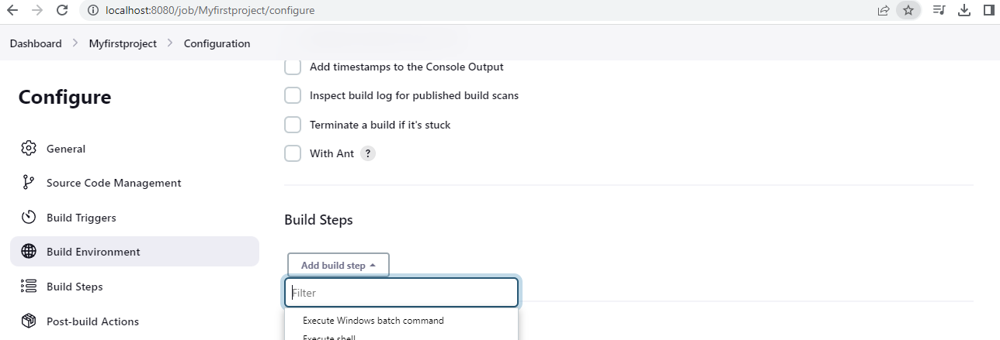 localhost:8080/job/Myfirstproject/configure
Dashboard > Myfirstproject > Configuration
Configure
General
Source Code Management
Build Triggers
Build Environment
Build Steps
Post-build Actions
Add timestamps to the Console Output
Inspect build log for published build scans
Terminate a build if it's stuck
With Ant ?
Build Steps
Add build step
Filter
Execute Windows batch command
Execute shell